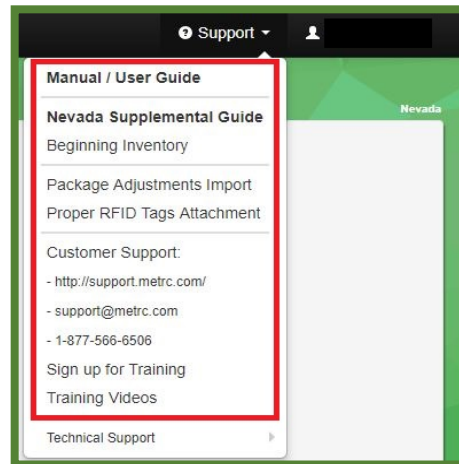 Support
Manual / User Guide
Nevada
Nevada Supplemental Guide
Beginning Inventory
Package Adjustments Import
Proper RFID Tags Attachment
Customer Support:
- http://support.metrc.com/
- support@metrc.com
- 1-877-566-6506
Sign up for Training
Training Videos
Technical Support